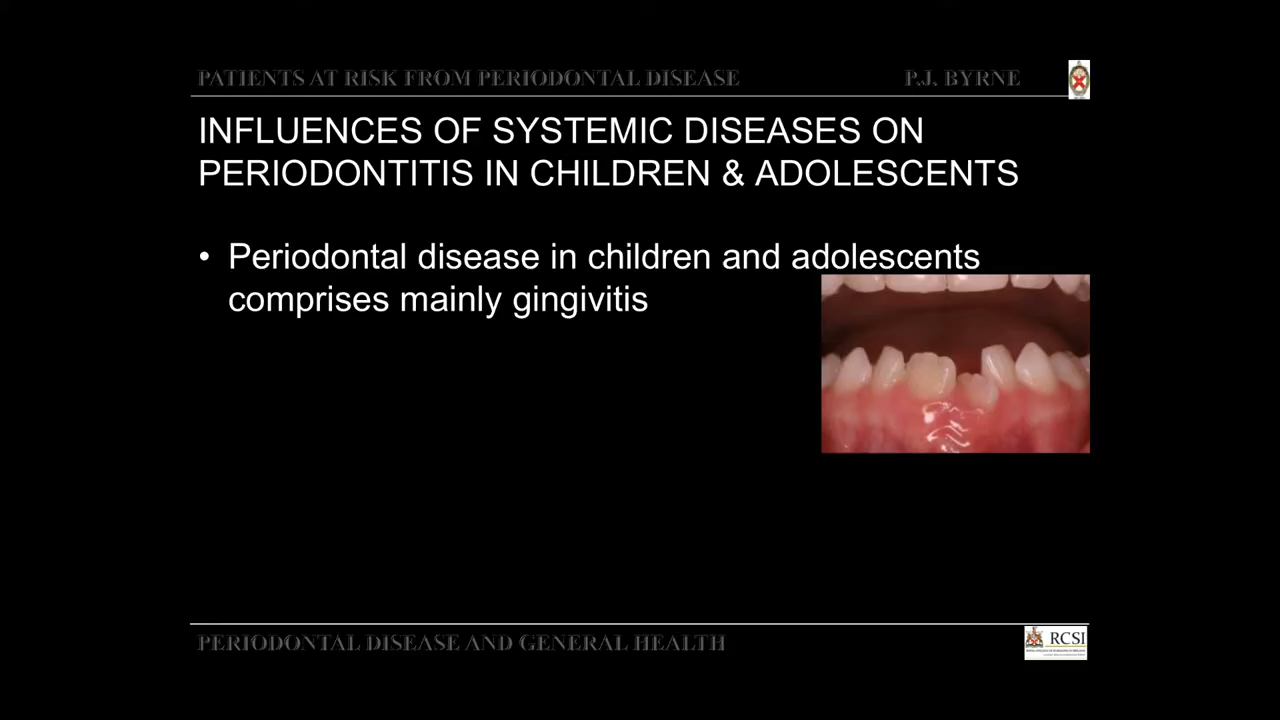 PATIENTS AT RISK FROM PERIODONTAL DISEASE P.J. BYRNE
INFLUENCES OF SYSTEMIC DISEASES ON
PERIODONTITIS IN CHILDREN & ADOLESCENTS
• Periodontal disease in children and adolescents
comprises mainly gingivitis
PERIODONTAL DISEASE AND GENERAL HEALTH
RCSI